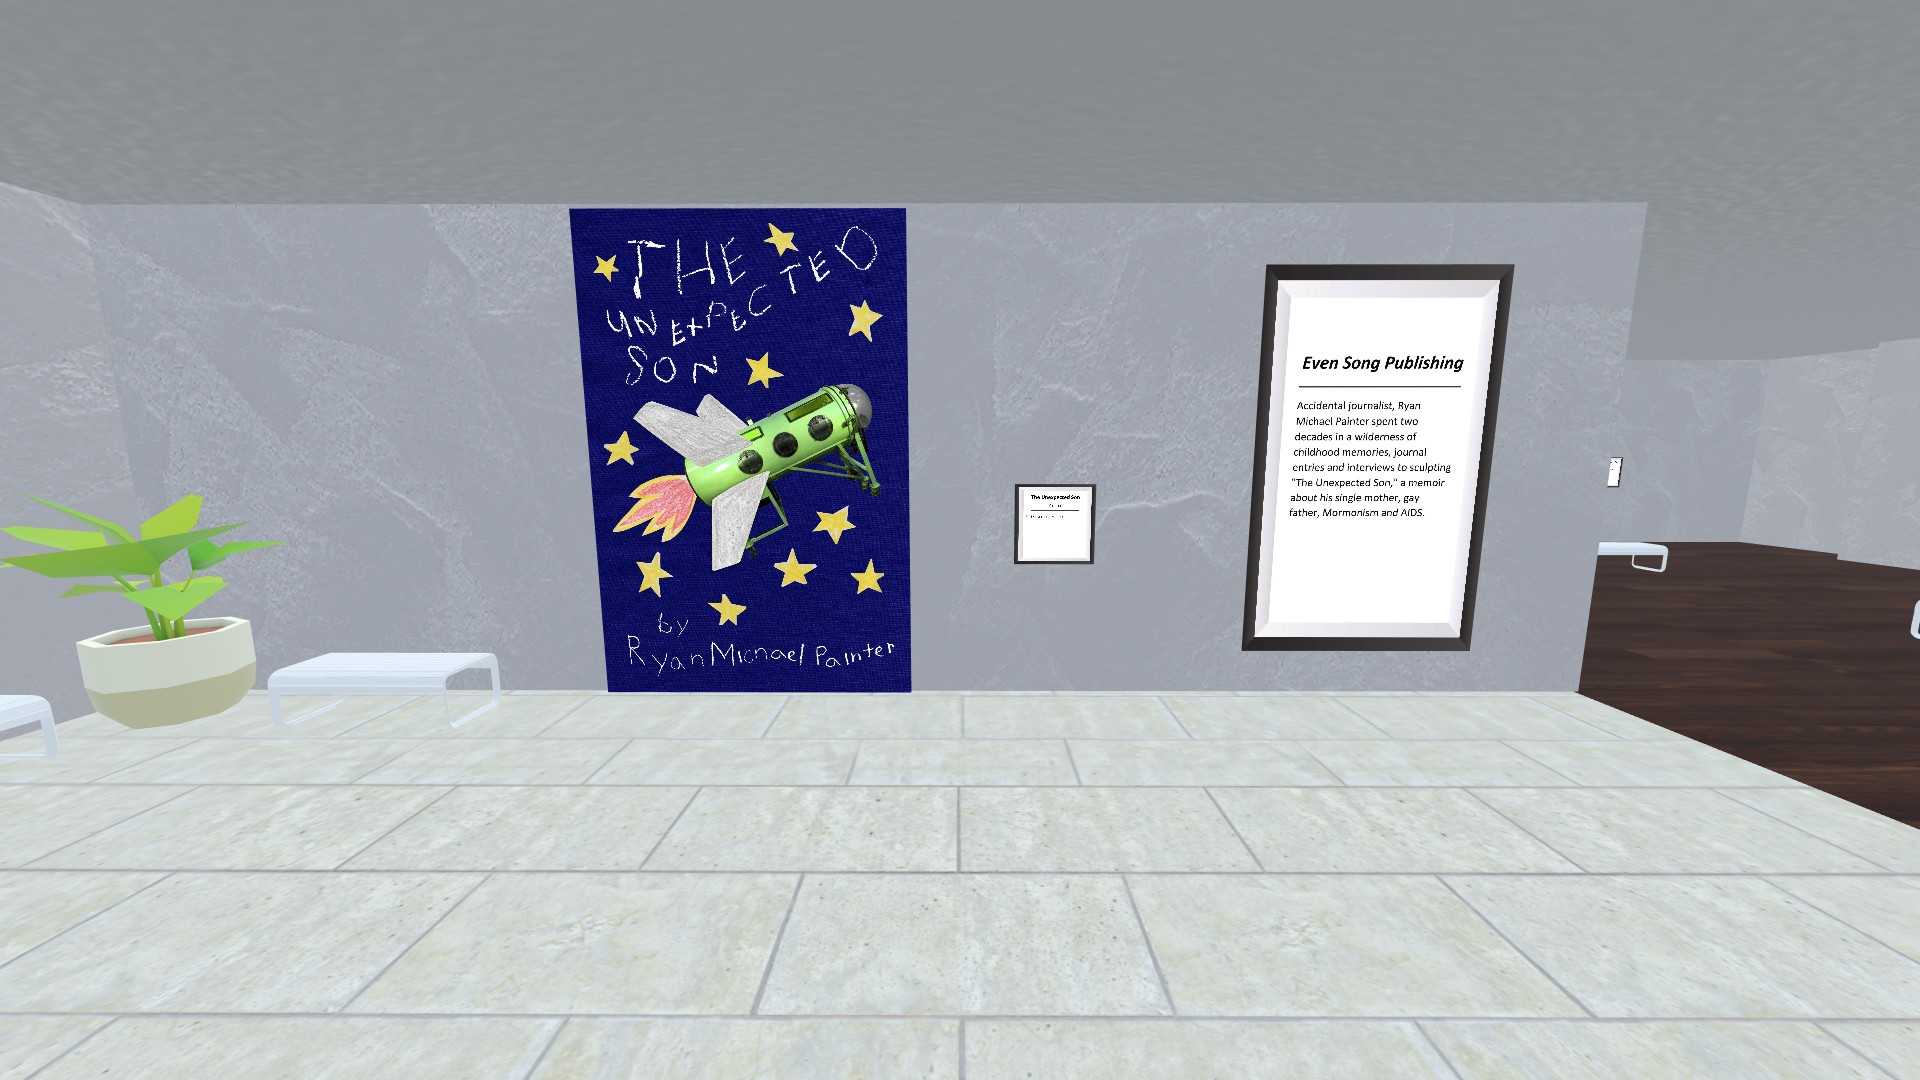 THE
UNEXPECTED
SON
by
Ryan Michael Painter
The Unexpected Son
Even Song Publishing
Accidental journalist, Ryan
Michael Painter spent two
decades in a wilderness of
childhood memories, journal
entries and interviews to sculpting
"The Unexpected Son," a memoir
about his single mother, gay
father, Mormonism and AIDS.